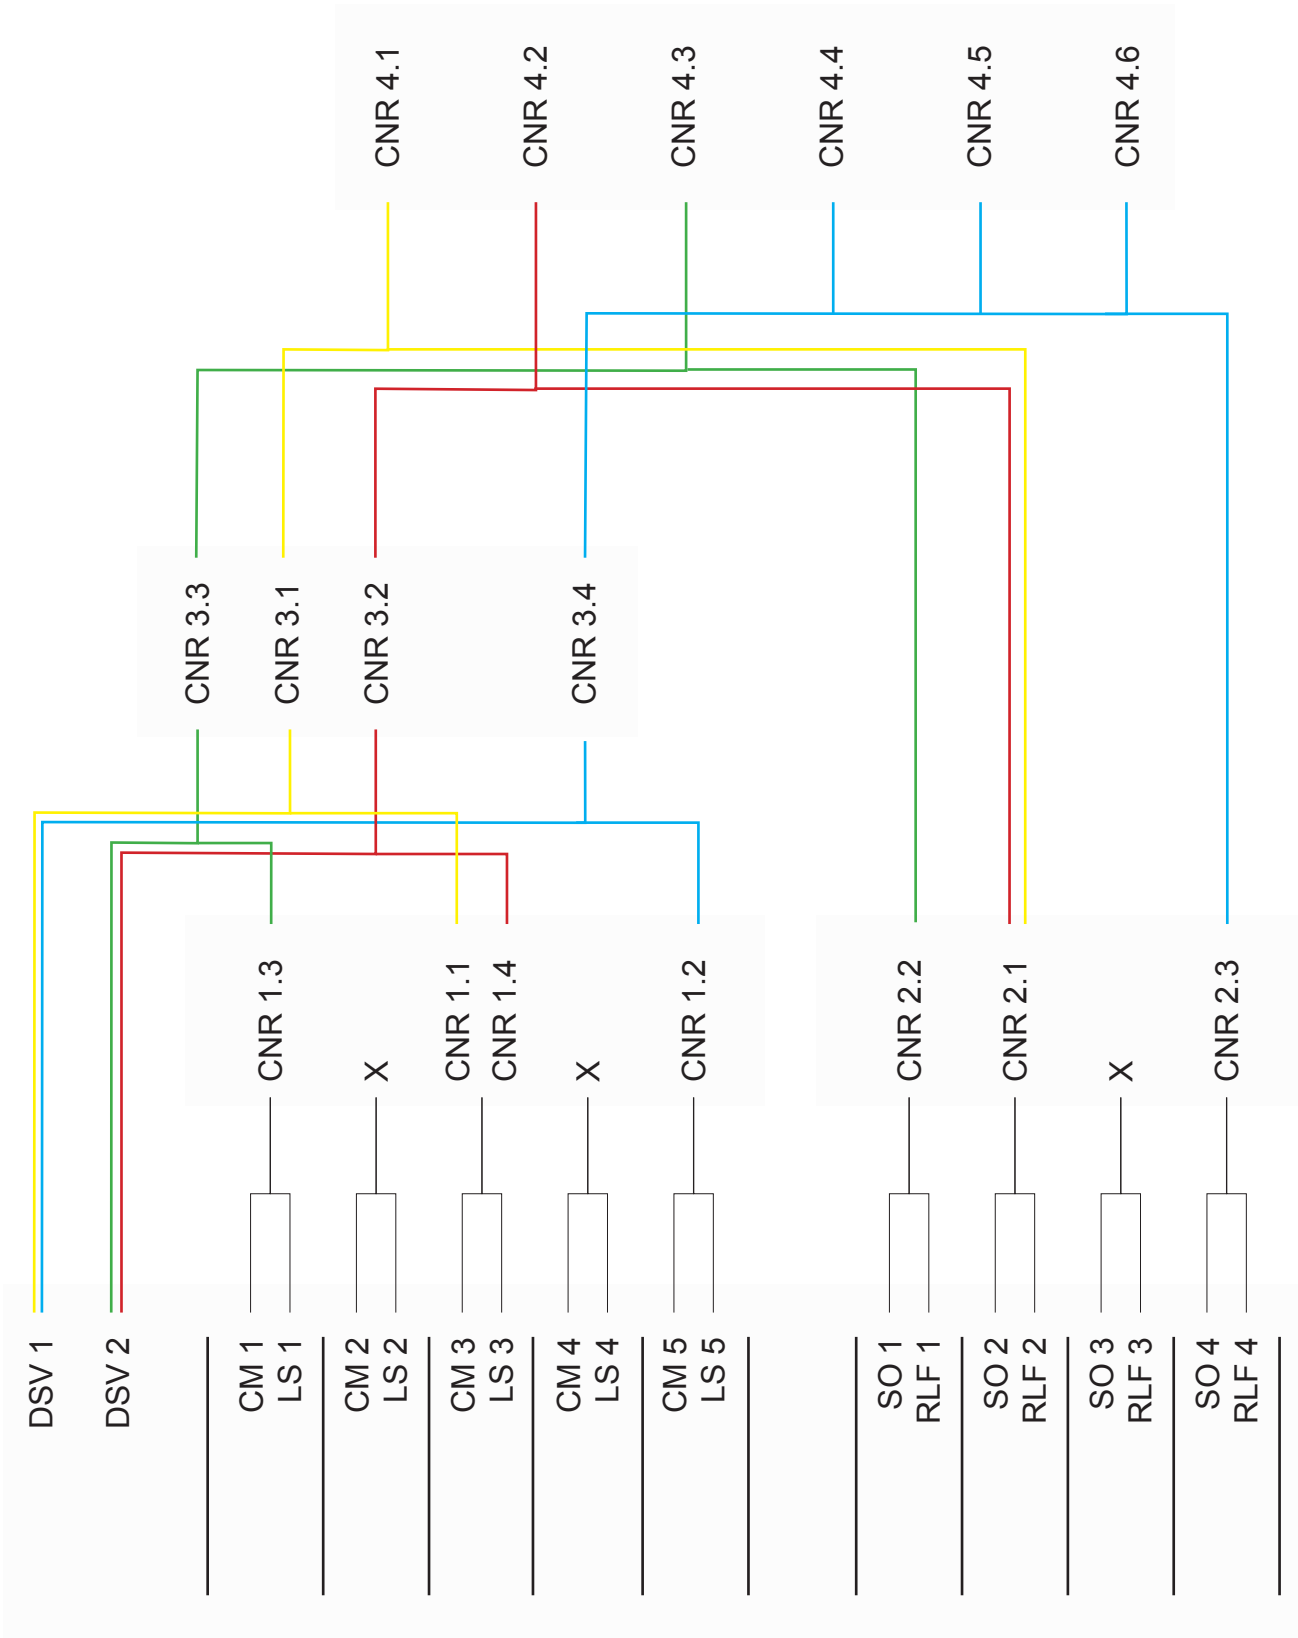 CNR 4.1
CNR 4.2
CNR 4.3
CNR 4.4
CNR 4.5
CNR 4.6
CNR 3.3
CNR 3.1
CNR 3.2
CNR 3.4
CNR 1.3
X
CNR 1.1
CNR 1.4
X
CNR 1.2
CNR 2.2
CNR 2.1
X
CNR 2.3
DSV 1
DSV 2
CM 1
LS 1
CM 2
LS 2
CM 3
LS 3
CM 4
LS 4
CM 5
LS 5
SO 1
RLF 1
SO 2
RLF 2
SO 3
RLF 3
SO 4
RLF 4